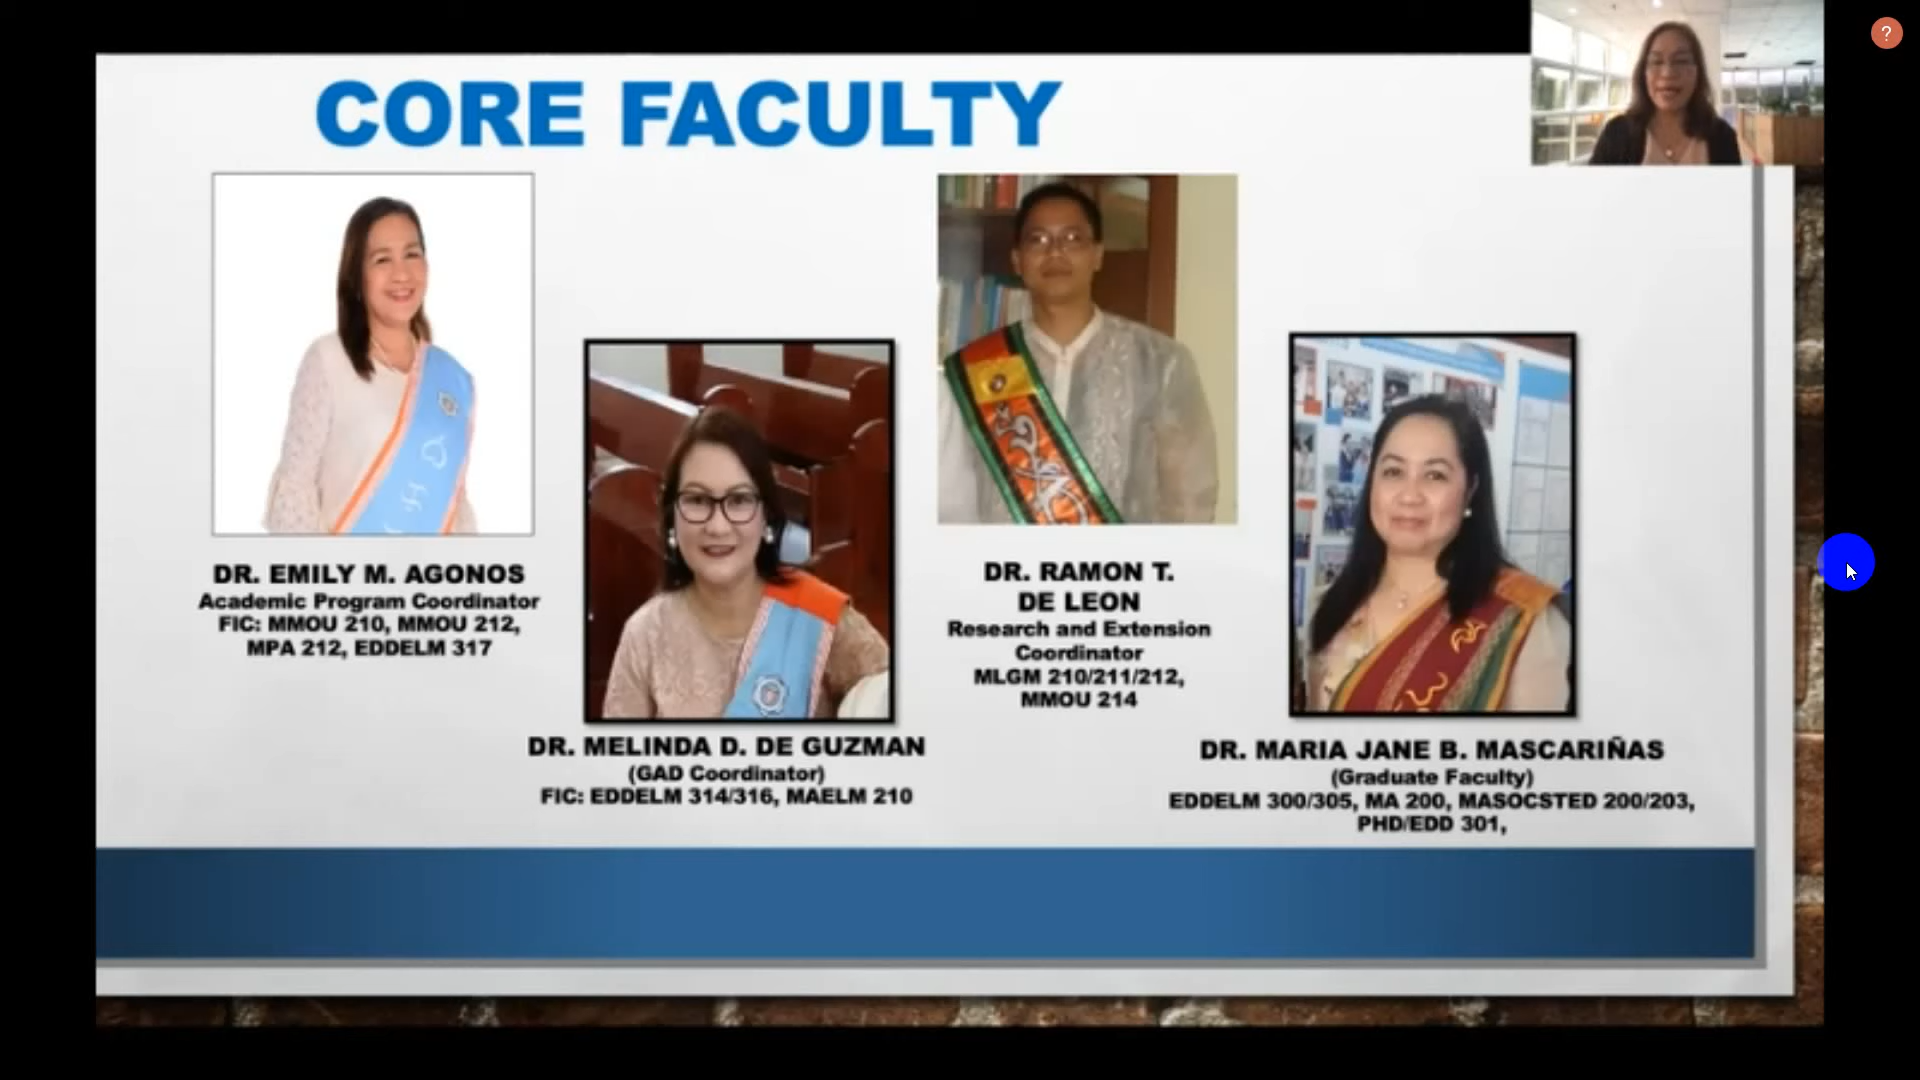 CORE FACULTY
?
DR. EMILY M. AGONOS
Academic Program Coordinator
FIC: MMOU 210, MMOU 212,
MPA 212, EDDELM 317
DR. MELINDA D. DE GUZMAN
(GAD Coordinator)
FIC: EDDELM 314/316, MAELM 210
DR. RAMON T.
DE LEON
Research and Extension
Coordinator
MLGM 210/211/212,
MMOU 214
DR. MARIA JANE B. MASCARIÑAS
(Graduate Faculty)
EDDELM 300/305, MA 200, MASOCSTED 200/203,
PHD/EDD 301,